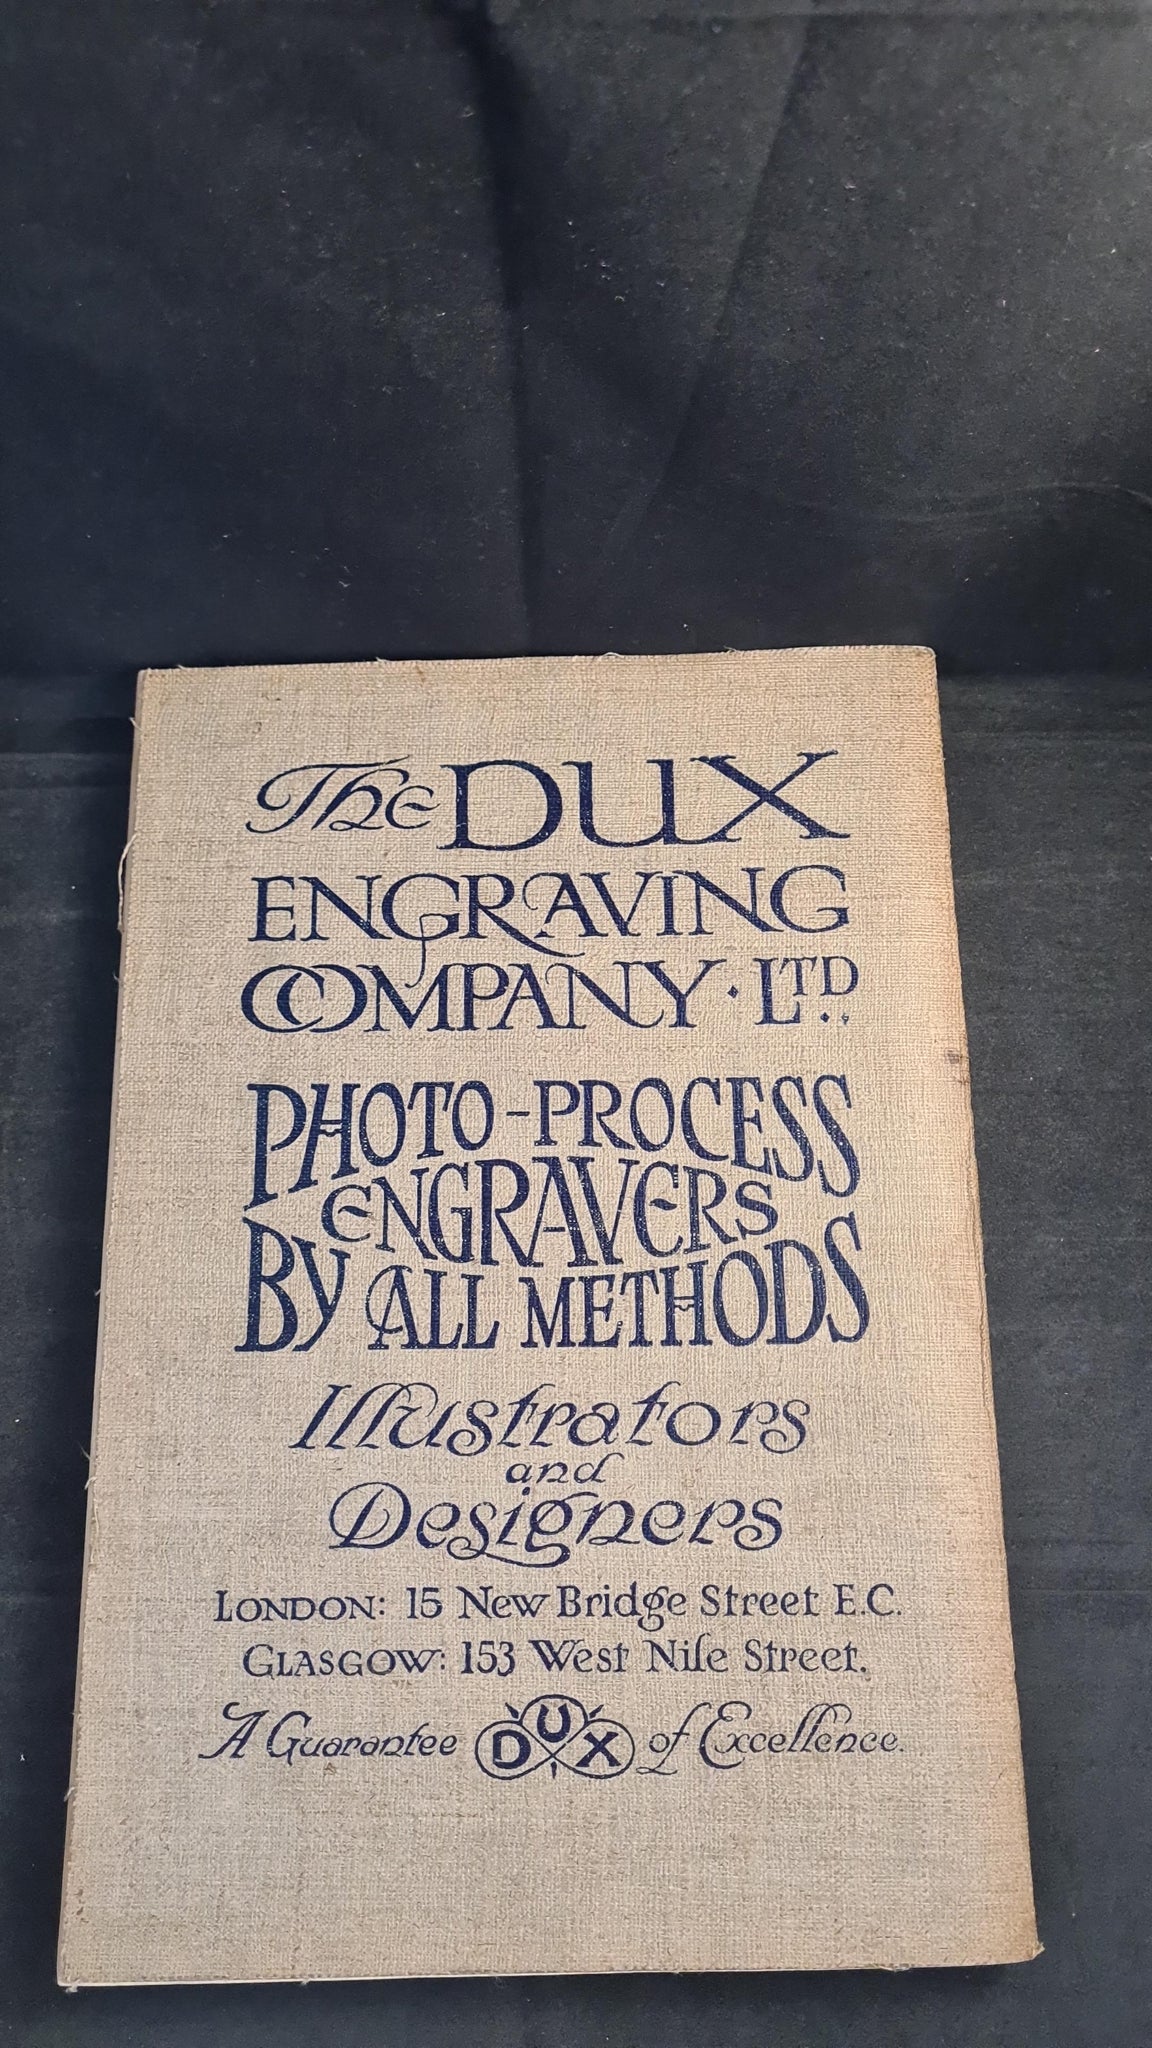 The DUX
ENGRAVING
COMPANY · LTD.
PHOTO-PROCESS
ENGRAVERS
BY ALL METHODS
Illustrators
and
Designers
LONDON: 15 New Bridge Street E.C.
GLASGOW: 153 West Nile Street.
A Guarantee DUX of Excellence.